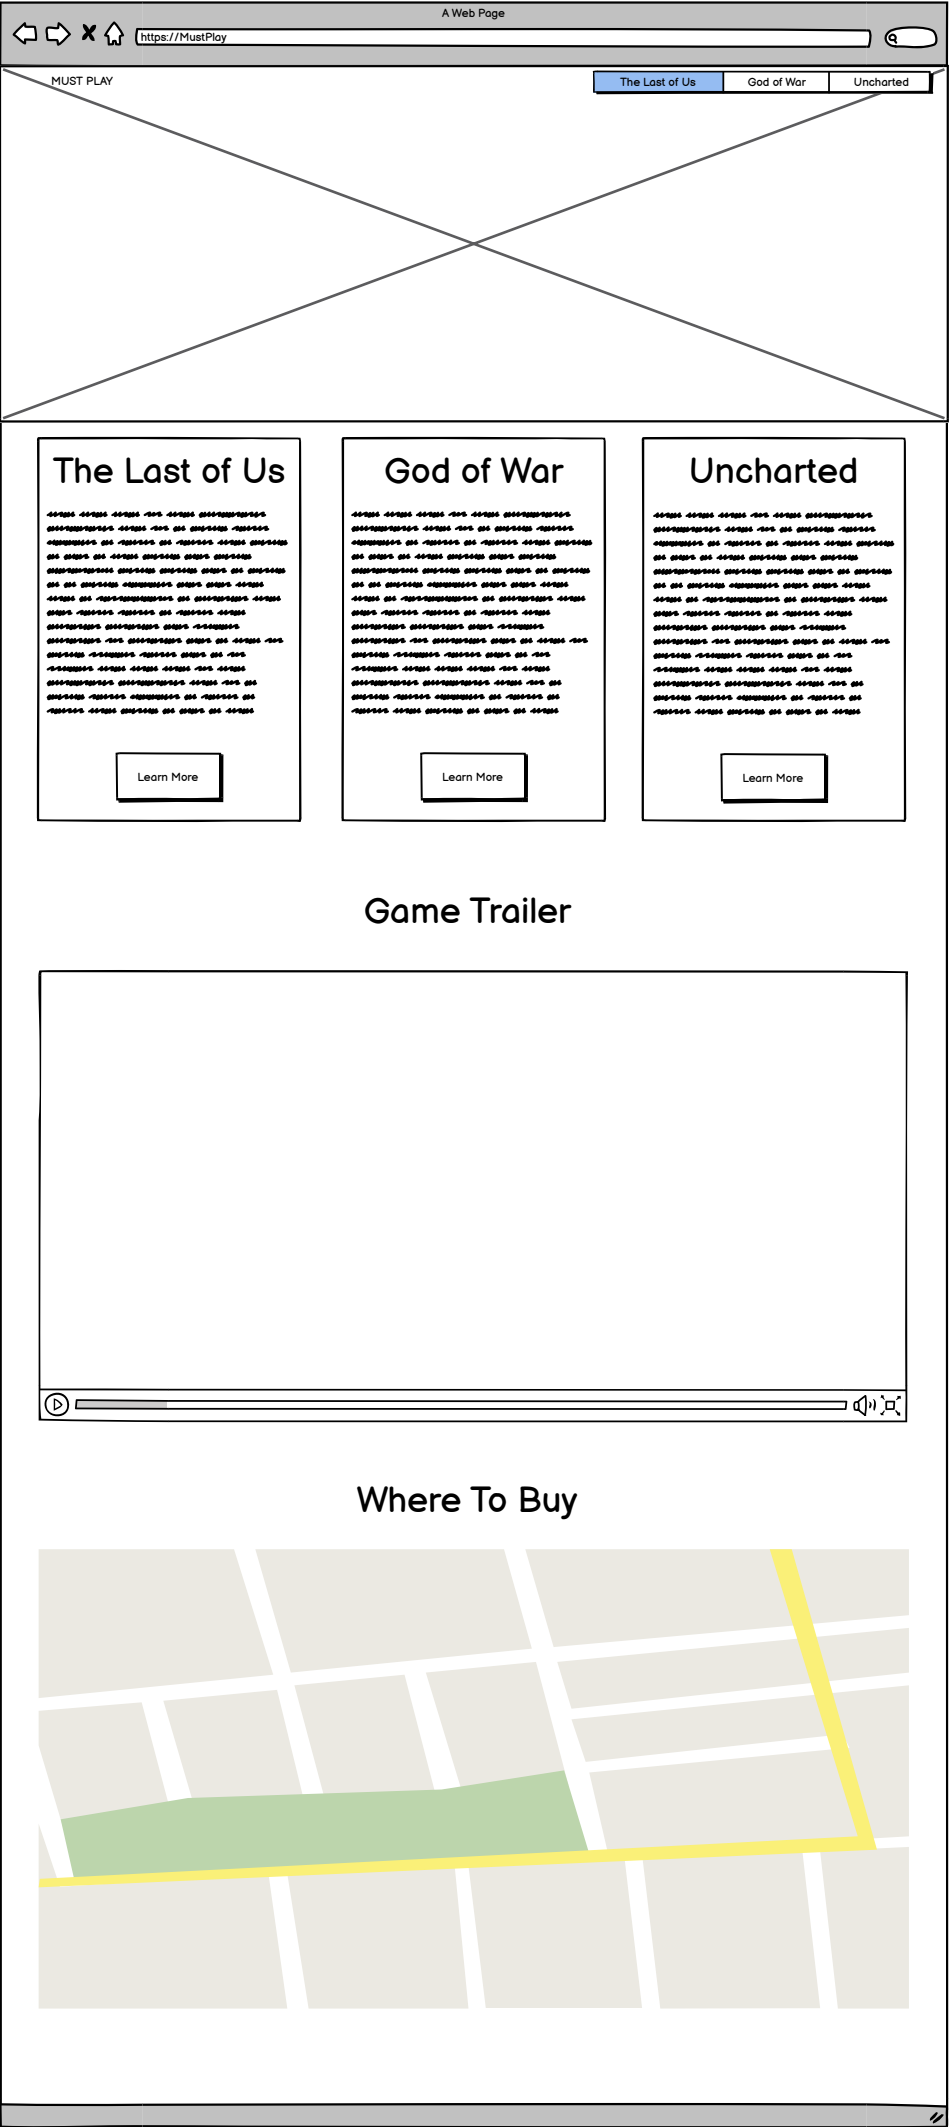 A Web Page
https://MustPlay
MUST PLAY
The Last of Us
God of War
Uncharted
The Last of Us
God of War
Uncharted
Learn More
Learn More
Learn More
Game Trailer
Where To Buy